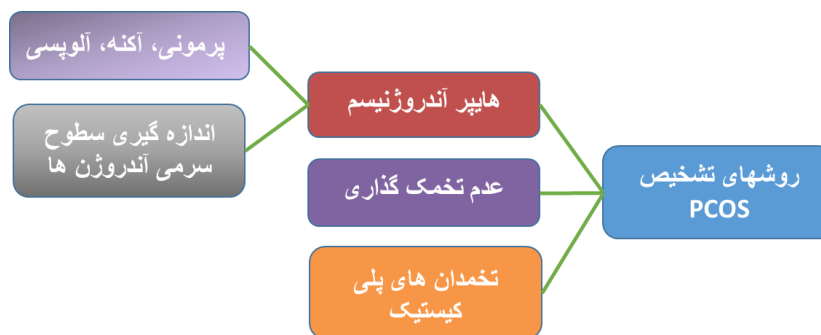 روشهای تشخیص
PCOS
هایپر آندروژنیسم
پرمونی، آکنه، آلوپسی
اندازه گیری سطوح
سرمی آندروژن ها
عدم تخمک گذاری
تخمدان های پلی
کیستیک